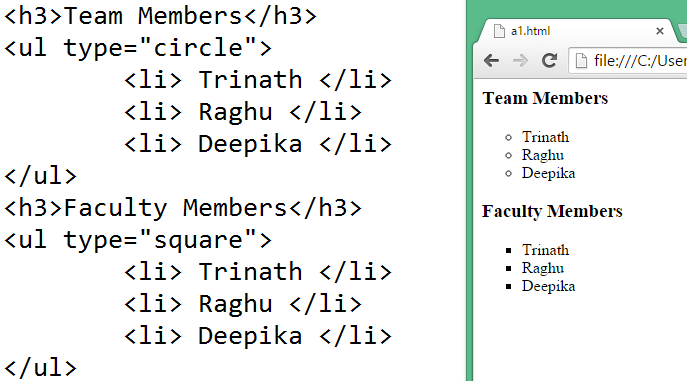 <h3>Team Members</h3>
<ul type="circle">
<li> Trinath </li>
<li> Raghu </li>
<li> Deepika </li>
</ul>
<h3>Faculty Members</h3>
<ul type="square">
<li> Trinath </li>
<li> Raghu </li>
<li> Deepika </li>
</ul>
a1.html
file:///C:/User
Team Members
Trinath
Raghu
Deepika
Faculty Members
Trinath
Raghu
Deepika